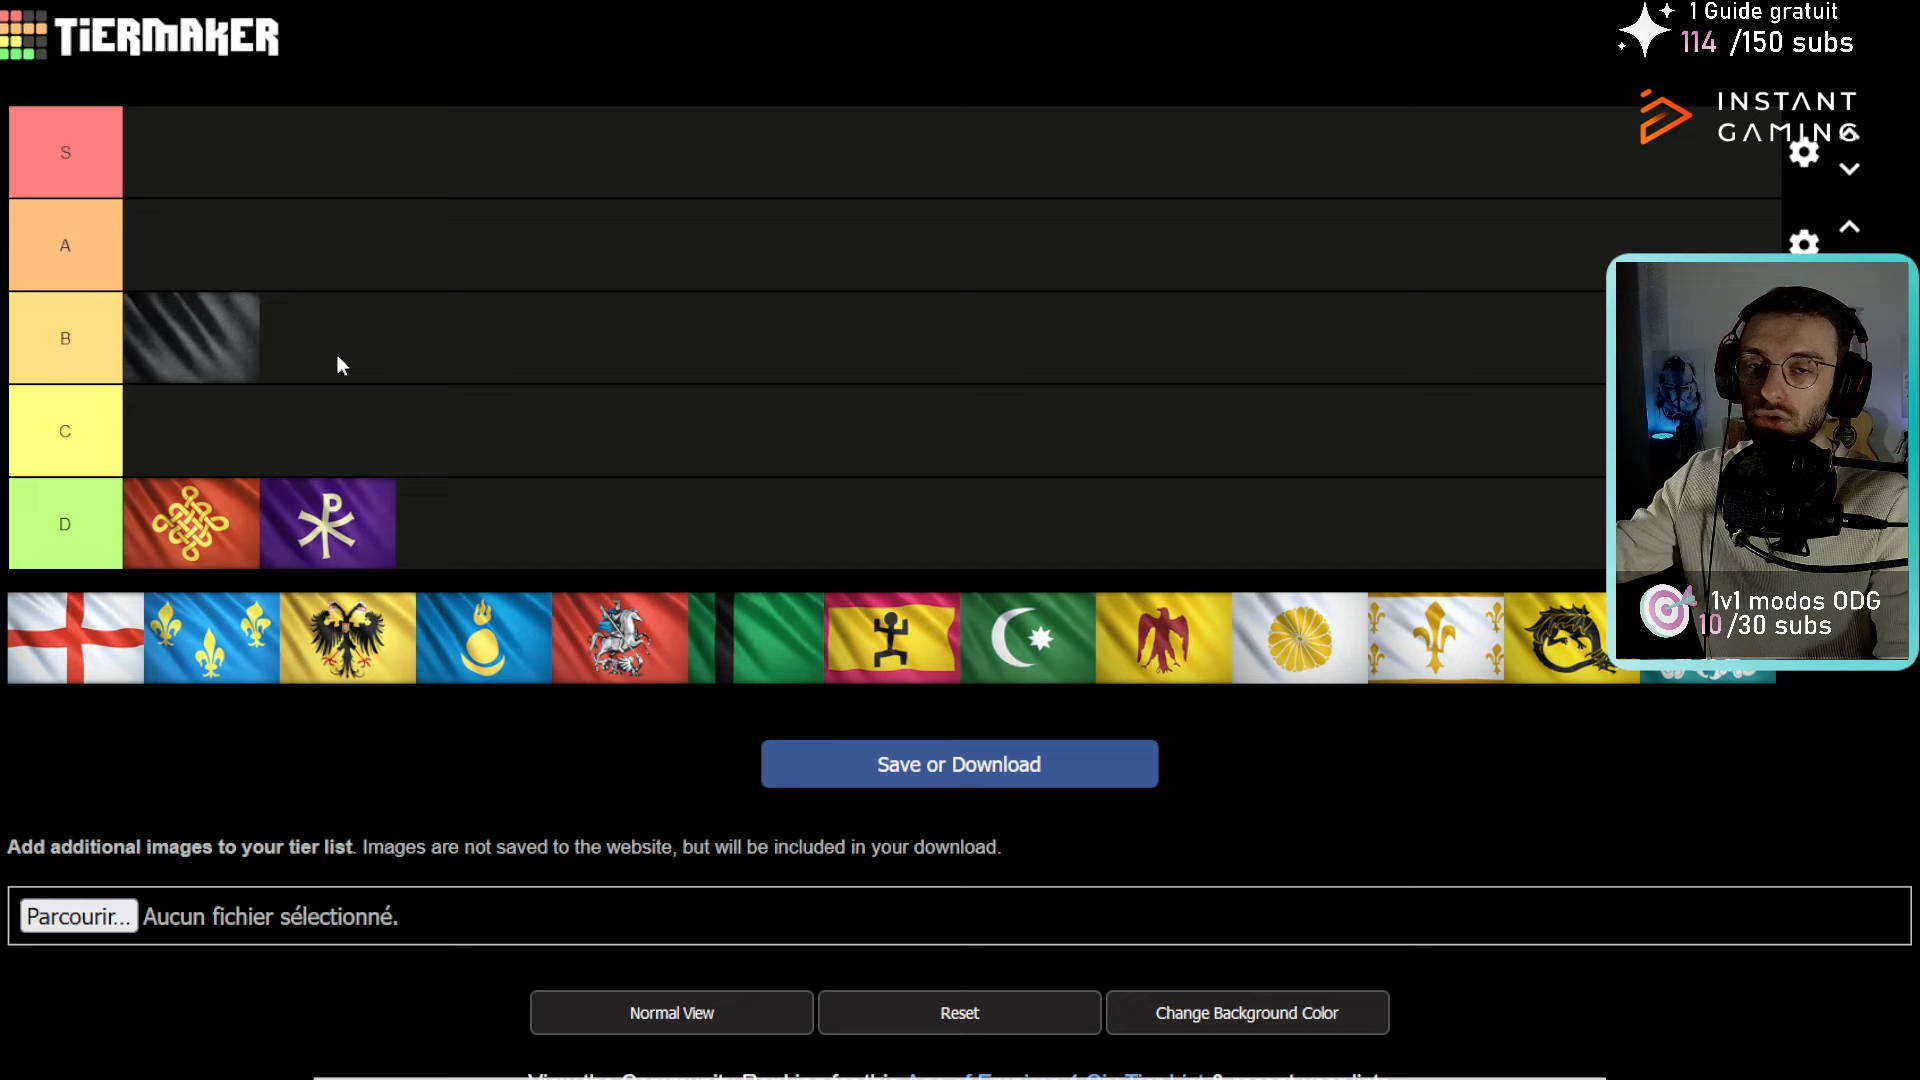 TiERMAKER
1 Guide gratuit
114 /150 subs
INSTANT
GAMING
S
A
B
C
D
1v1 modos ODG
10/30 subs
Save or Download
Add additional images to your tier list. Images are not saved to the website, but will be included in your download.
Parcourir... Aucun fichier sélectionné.
Normal View
Reset
Change Background Color